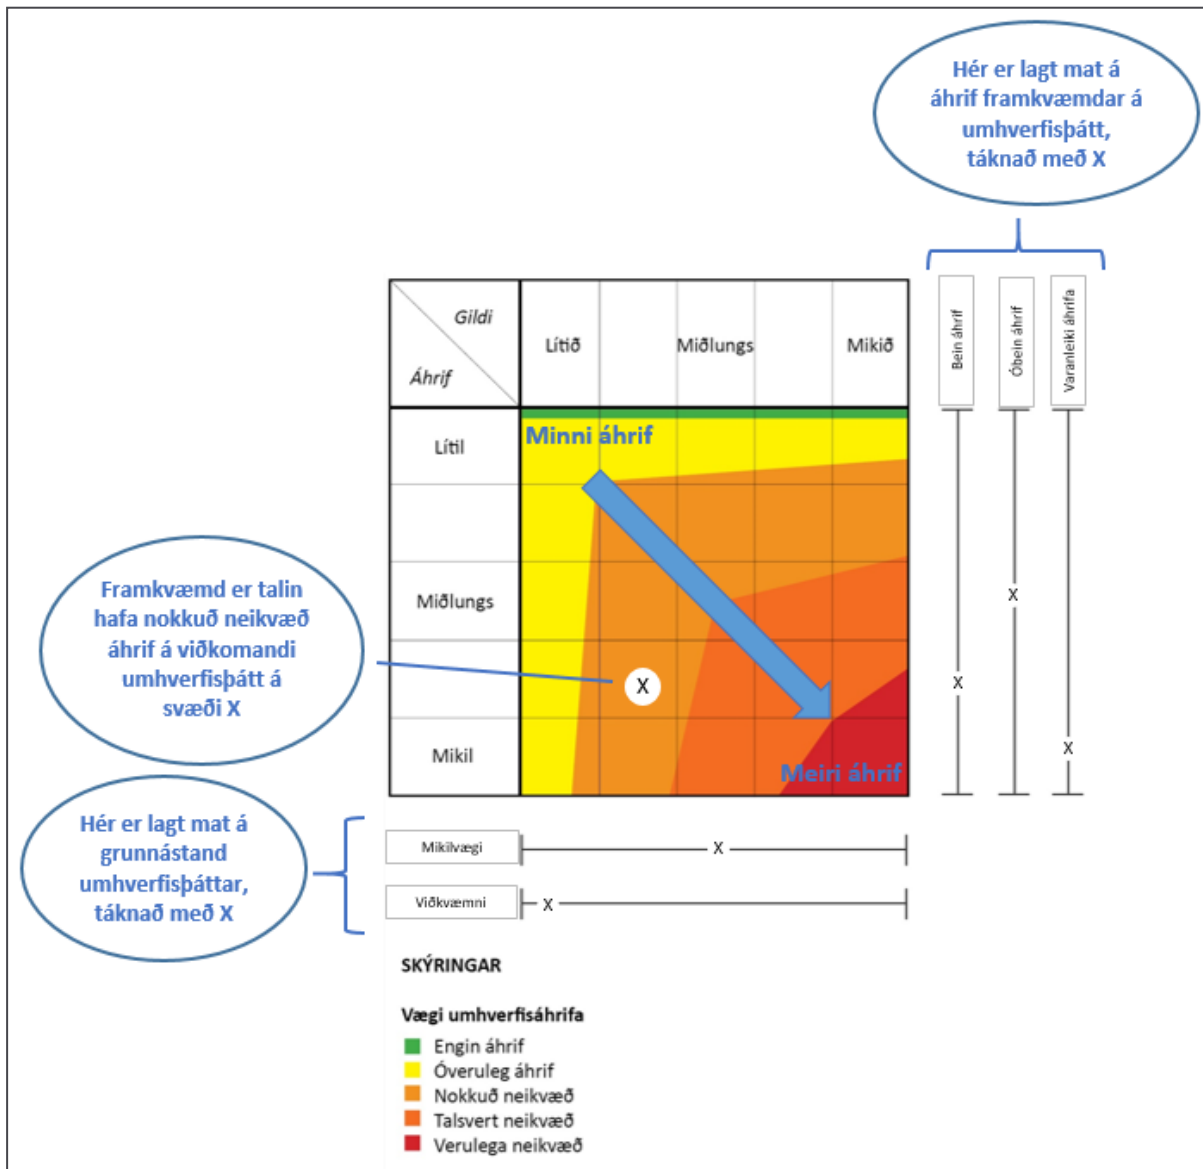 Hér er lagt mat á
áhrif framkvæmdar á
umhverfisþátt,
táknað með X
Bein áhrif
Óbein áhrif
Varanleiki áhrifa
Gildi
Áhrif
Lítið
Miðlungs
Mikið
Lítil
Minni áhrif
Miðlungs
Mikil
Meiri áhrif
X
X
X
X
Framkvæmd er talin
hafa nokkuð neikvæð
áhrif á viðkomandi
umhverfisþátt á
svæði X
Hér er lagt mat á
grunnástand
umhverfisþáttar,
táknað með X
Mikilvægi
X
Viðkvæmni
X
SKÝRINGAR
Vægi umhverfisáhrifa
Engin áhrif
Óveruleg áhrif
Nokkuð neikvæð
Talsvert neikvæð
Verulega neikvæð